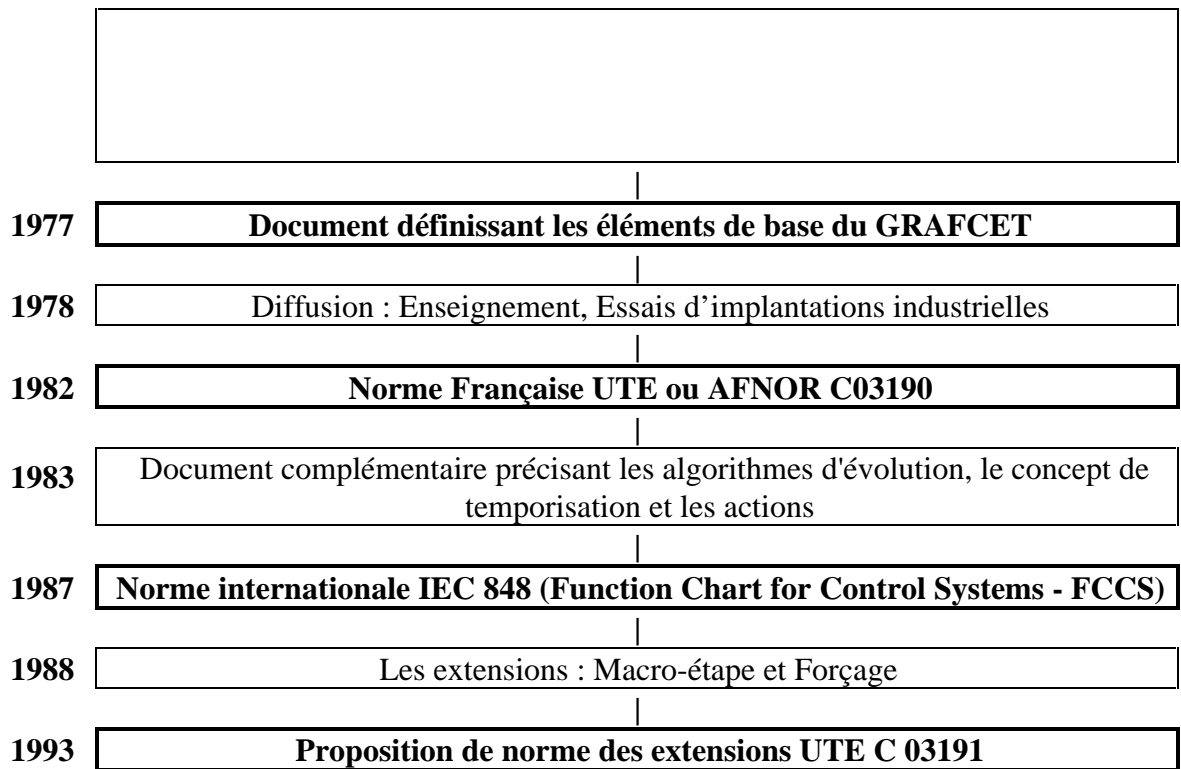 1977 Document définissant les éléments de base du GRAFCET
1978 Diffusion : Enseignement, Essais d’implantations industrielles
1982 Norme Française UTE ou AFNOR C03190
1983 Document complémentaire précisant les algorithmes d'évolution, le concept de
temporisation et les actions
1987 Norme internationale IEC 848 (Function Chart for Control Systems - FCCS)
1988 Les extensions : Macro-étape et Forçage
1993 Proposition de norme des extensions UTE C 03191